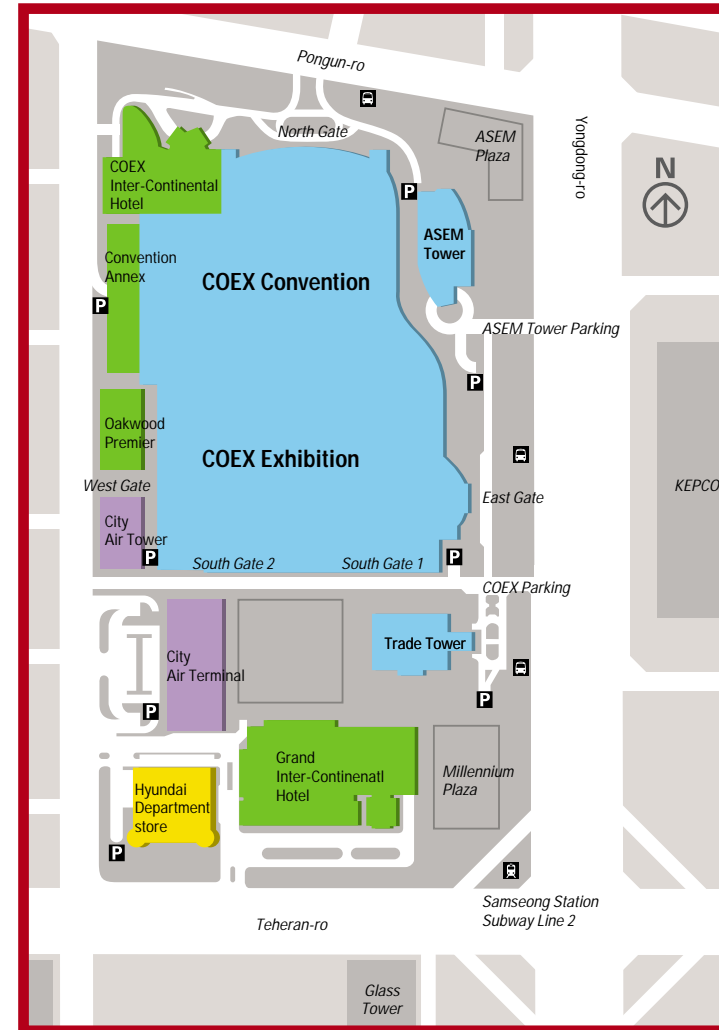 Pongun-ro
North Gate
ASEM
Plaza
Yongdong-ro
N
COEX
Inter-Continental
Hotel
P
ASEM
Tower
Convention
Annex
COEX Convention
P
ASEM Tower Parking
P
Oakwood
Premier
COEX Exhibition
West Gate
East Gate
KEPCO
City
Air Tower
P
South Gate 2
South Gate 1
P
COEX Parking
Trade Tower
City
Air Terminal
P
P
Grand
Inter-Continenatl
Hotel
Millennium
Plaza
Hyundai
Department
store
P
Samseong Station
Subway Line 2
Teheran-ro
Glass
Tower